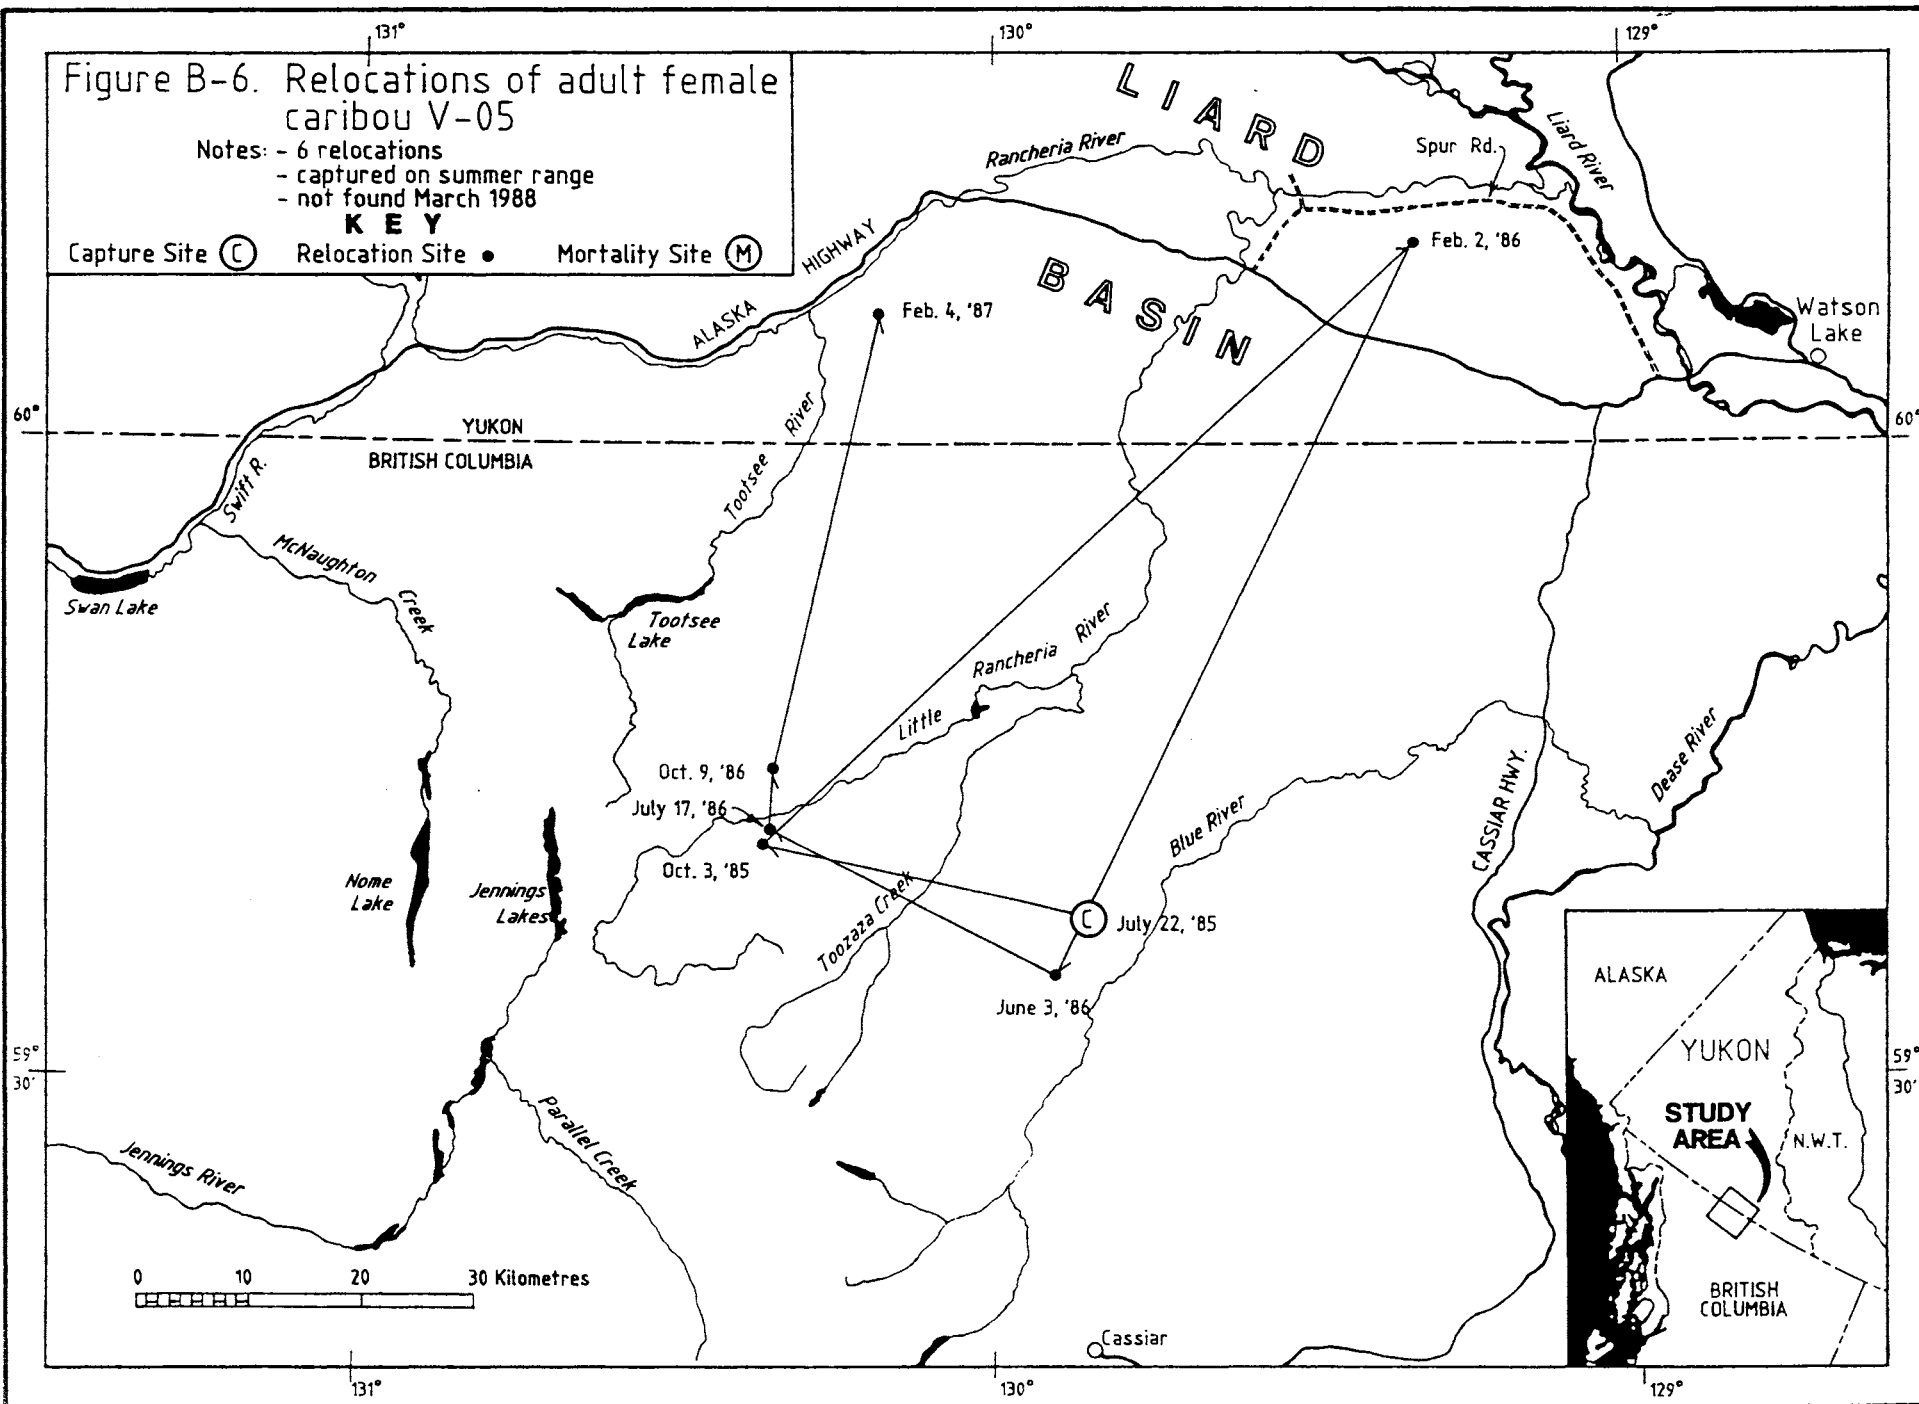 131°
130°
129°
Figure B-6. Relocations of adult female
caribou V-05
Notes: - 6 relocations
- captured on summer range
- not found March 1988
KEY
Capture Site C Relocation Site Mortality Site M
LIARD
BASIN
Rancheria River
Spur Rd.
Liard River
Feb. 2, '86
ALASKA HIGHWAY
Feb. 4, '87
Watson
Lake
60°
60°
YUKON
BRITISH COLUMBIA
Swift R.
Tootsee River
McNaughton Creek
Swan Lake
Tootsee
Lake
Little Rancheria River
Oct. 9, '86
July 17, '86
Oct. 3, '85
Nome
Lake
Jennings
Lakes
Toozaza Creek
C
July 22, '85
June 3, '86
Blue River
CASSIAR HWY.
Dease River
59°
30'
59°
30'
Jennings River
Parallel Creek
0 10 20 30 Kilometres
Cassiar
ALASKA
YUKON
STUDY
AREA
N.W.T.
BRITISH
COLUMBIA
131°
130°
129°